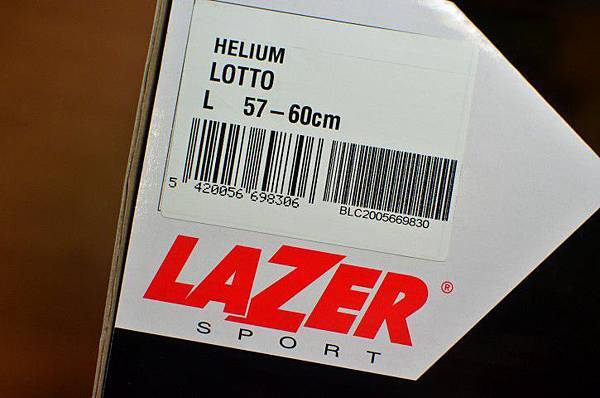 HELIUM
LOTTO
L 57-60cm
5 420056 698306
BLC2005669830
LAZER®
SPORT